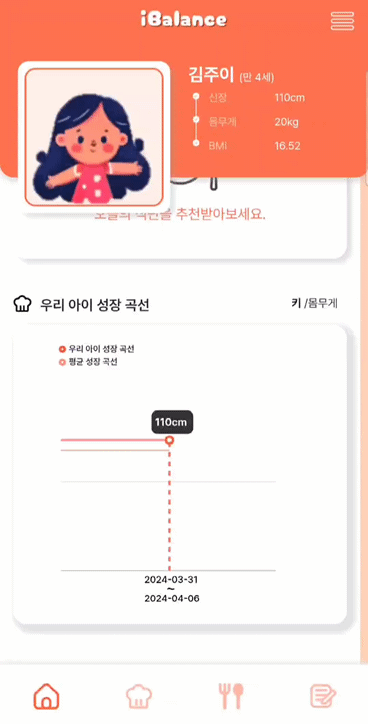 iBalance
김주이 (만 4세)
신장 110cm
몸무게 20kg
BMI 16.52
오늘의 식단을 추천받아보세요.
우리 아이 성장 곡선
키 /몸무게
우리 아이 성장 곡선
평균 성장 곡선
110cm
2024-03-31
~
2024-04-06